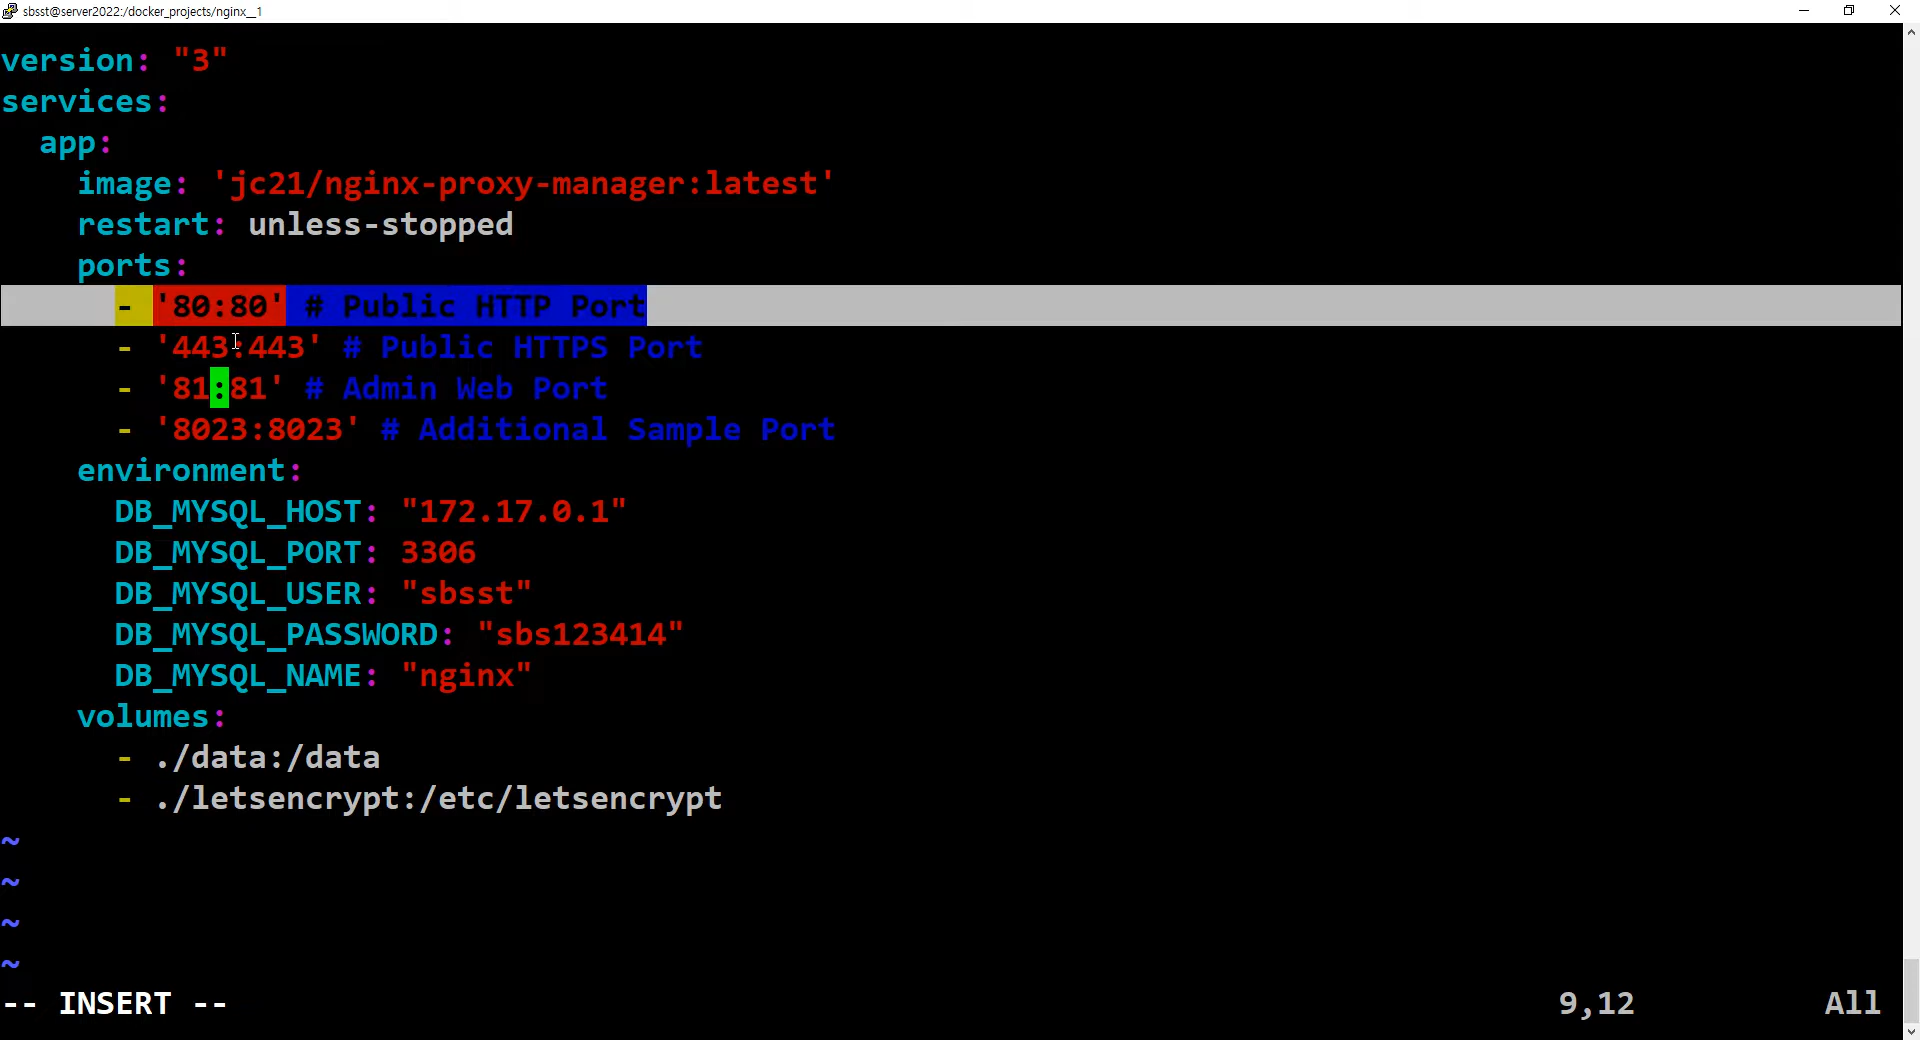 sbsst@server2022:/docker_projects/nginx__1
version: "3"
services:
  app:
    image: 'jc21/nginx-proxy-manager:latest'
    restart: unless-stopped
    ports:
      - '80:80' # Public HTTP Port
      - '443:443' # Public HTTPS Port
      - '81:81' # Admin Web Port
      - '8023:8023' # Additional Sample Port
    environment:
      DB_MYSQL_HOST: "172.17.0.1"
      DB_MYSQL_PORT: 3306
      DB_MYSQL_USER: "sbsst"
      DB_MYSQL_PASSWORD: "sbs123414"
      DB_MYSQL_NAME: "nginx"
    volumes:
      - ./data:/data
      - ./letsencrypt:/etc/letsencrypt
~
~
~
~
-- INSERT -- 9,12 All